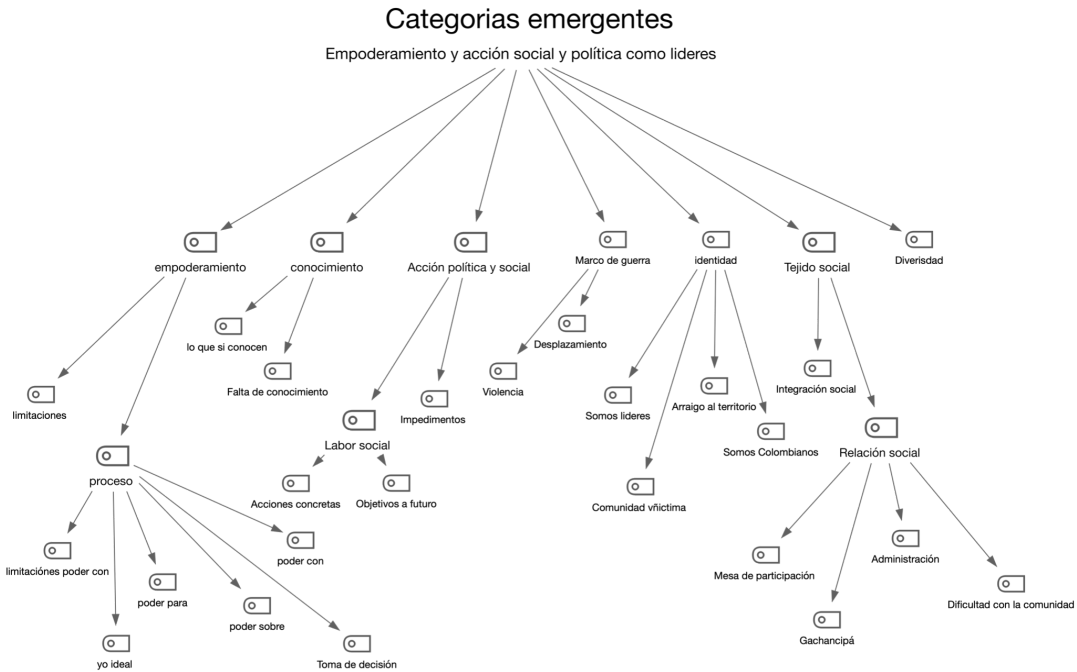 Categorias emergentes
Empoderamiento y acción social y política como lideres
empoderamiento
conocimiento
Acción política y social
Marco de guerra
identidad
Tejido social
Diverisdad
lo que si conocen
Desplazamiento
Falta de conocimiento
Violencia
Integración social
limitaciones
Impedimentos
Somos lideres
Arraigo al territorio
Labor social
Somos Colombianos
Relación social
proceso
Acciones concretas
Objetivos a futuro
Comunidad vñictima
limitaciónes poder con
poder con
Mesa de participación
Administración
poder para
poder sobre
Dificultad con la comunidad
Gachancipá
yo ideal
Toma de decisión